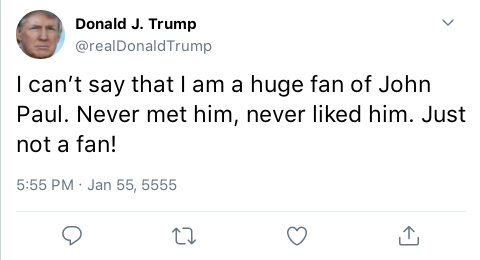 Donald J. Trump
@realDonaldTrump
I can’t say that I am a huge fan of John
Paul. Never met him, never liked him. Just
not a fan!
5:55 PM · Jan 55, 5555